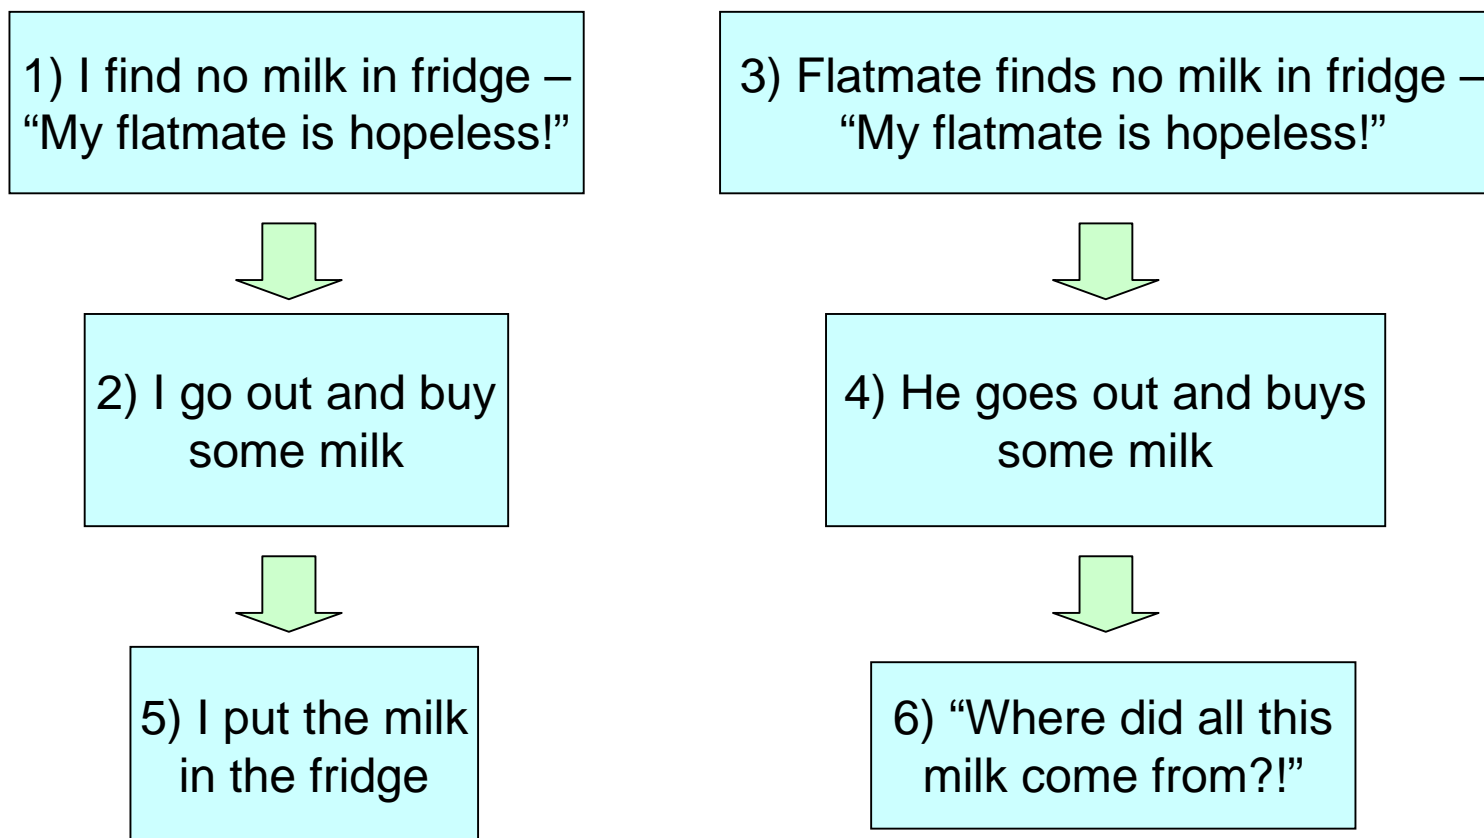 1) I find no milk in fridge –
“My flatmate is hopeless!”
2) I go out and buy
some milk
5) I put the milk
in the fridge
3) Flatmate finds no milk in fridge –
“My flatmate is hopeless!”
4) He goes out and buys
some milk
6) “Where did all this
milk come from?!”